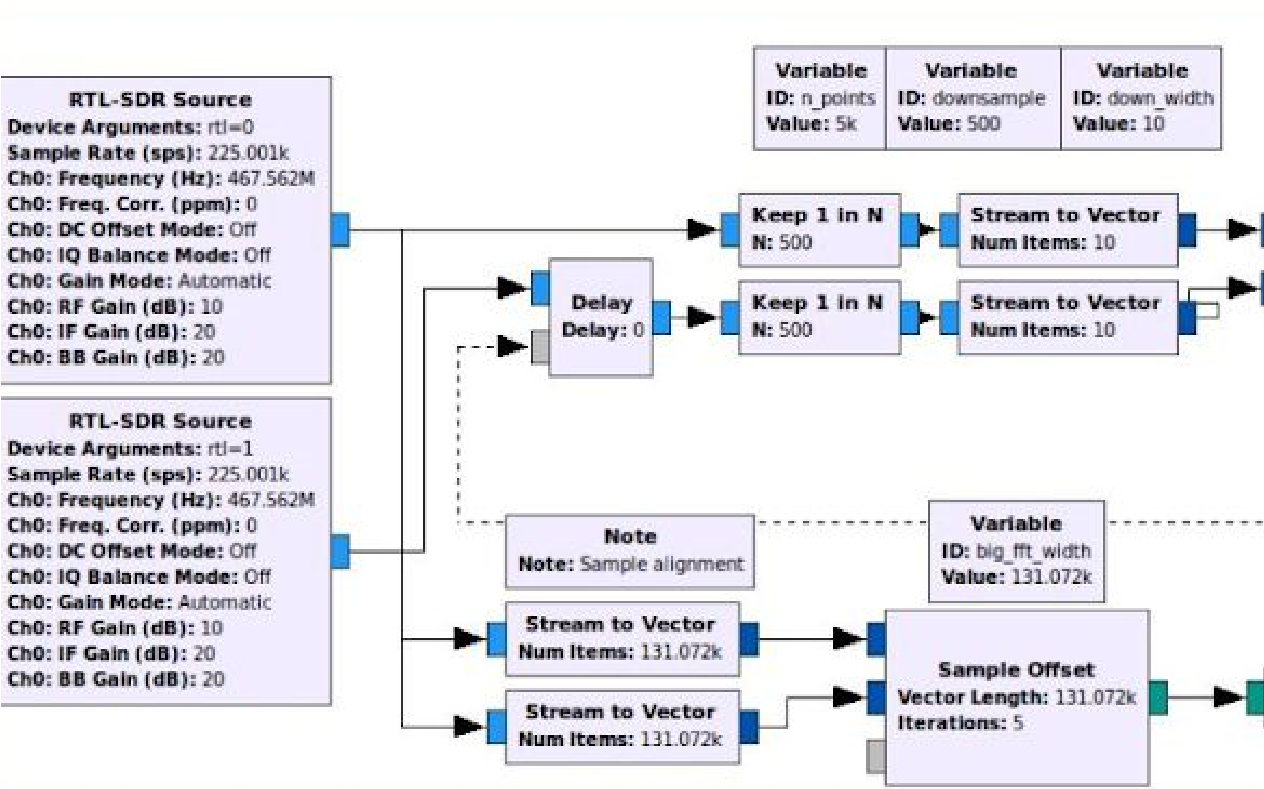 RTL-SDR Source
Device Arguments: rtl=0
Sample Rate (sps): 225.001k
Ch0: Frequency (Hz): 467.562M
Ch0: Freq. Corr. (ppm): 0
Ch0: DC Offset Mode: Off
Ch0: IQ Balance Mode: Off
Ch0: Gain Mode: Automatic
Ch0: RF Gain (dB): 10
Ch0: IF Gain (dB): 20
Ch0: BB Gain (dB): 20
RTL-SDR Source
Device Arguments: rtl=1
Sample Rate (sps): 225.001k
Ch0: Frequency (Hz): 467.562M
Ch0: Freq. Corr. (ppm): 0
Ch0: DC Offset Mode: Off
Ch0: IQ Balance Mode: Off
Ch0: Gain Mode: Automatic
Ch0: RF Gain (dB): 10
Ch0: IF Gain (dB): 20
Ch0: BB Gain (dB): 20
Variable
ID: n_points
Value: 5k
Variable
ID: downsample
Value: 500
Variable
ID: down_width
Value: 10
Keep 1 in N
N: 500
Stream to Vector
Num Items: 10
Delay
Delay: 0
Keep 1 in N
N: 500
Stream to Vector
Num Items: 10
Note
Note: Sample alignment
Variable
ID: big_fft_width
Value: 131.072k
Stream to Vector
Num Items: 131.072k
Stream to Vector
Num Items: 131.072k
Sample Offset
Vector Length: 131.072k
Iterations: 5